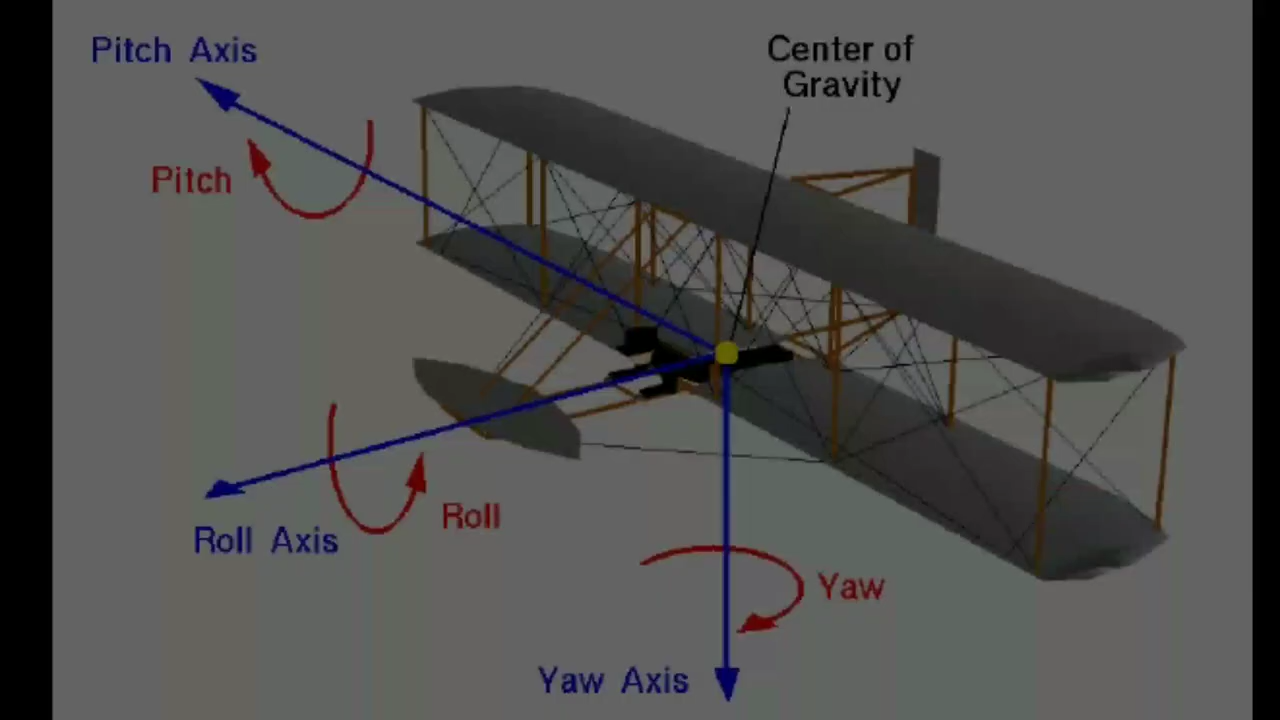 Pitch Axis
Center of
Gravity
Pitch
Roll
Roll Axis
Yaw
Yaw Axis